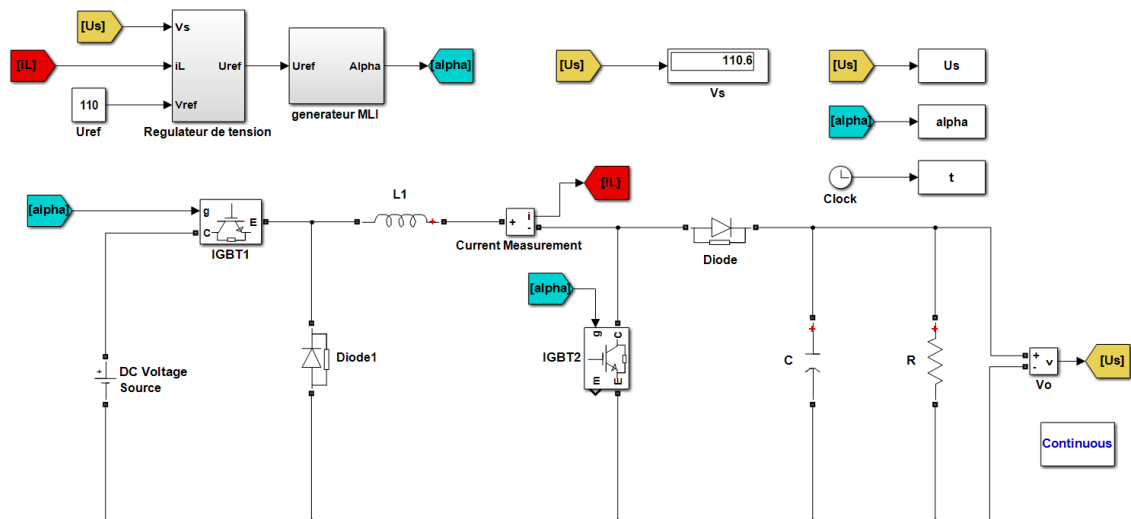 [Us]
Vs
[iL]
iL
Uref
Uref
Alpha
[alpha]
110
Vref
Uref
Regulateur de tension
generateur MLI
[Us]
110.6
Vs
[Us]
Us
[alpha]
alpha
Clock
t
[alpha]
g
C
E
IGBT1
L1
+
+
i
-
[iL]
Current Measurement
Diode
[alpha]
g
C
m
E
IGBT2
Diode1
+
DC Voltage
Source
+
C
+
R
+
-
v
Vo
[Us]
Continuous